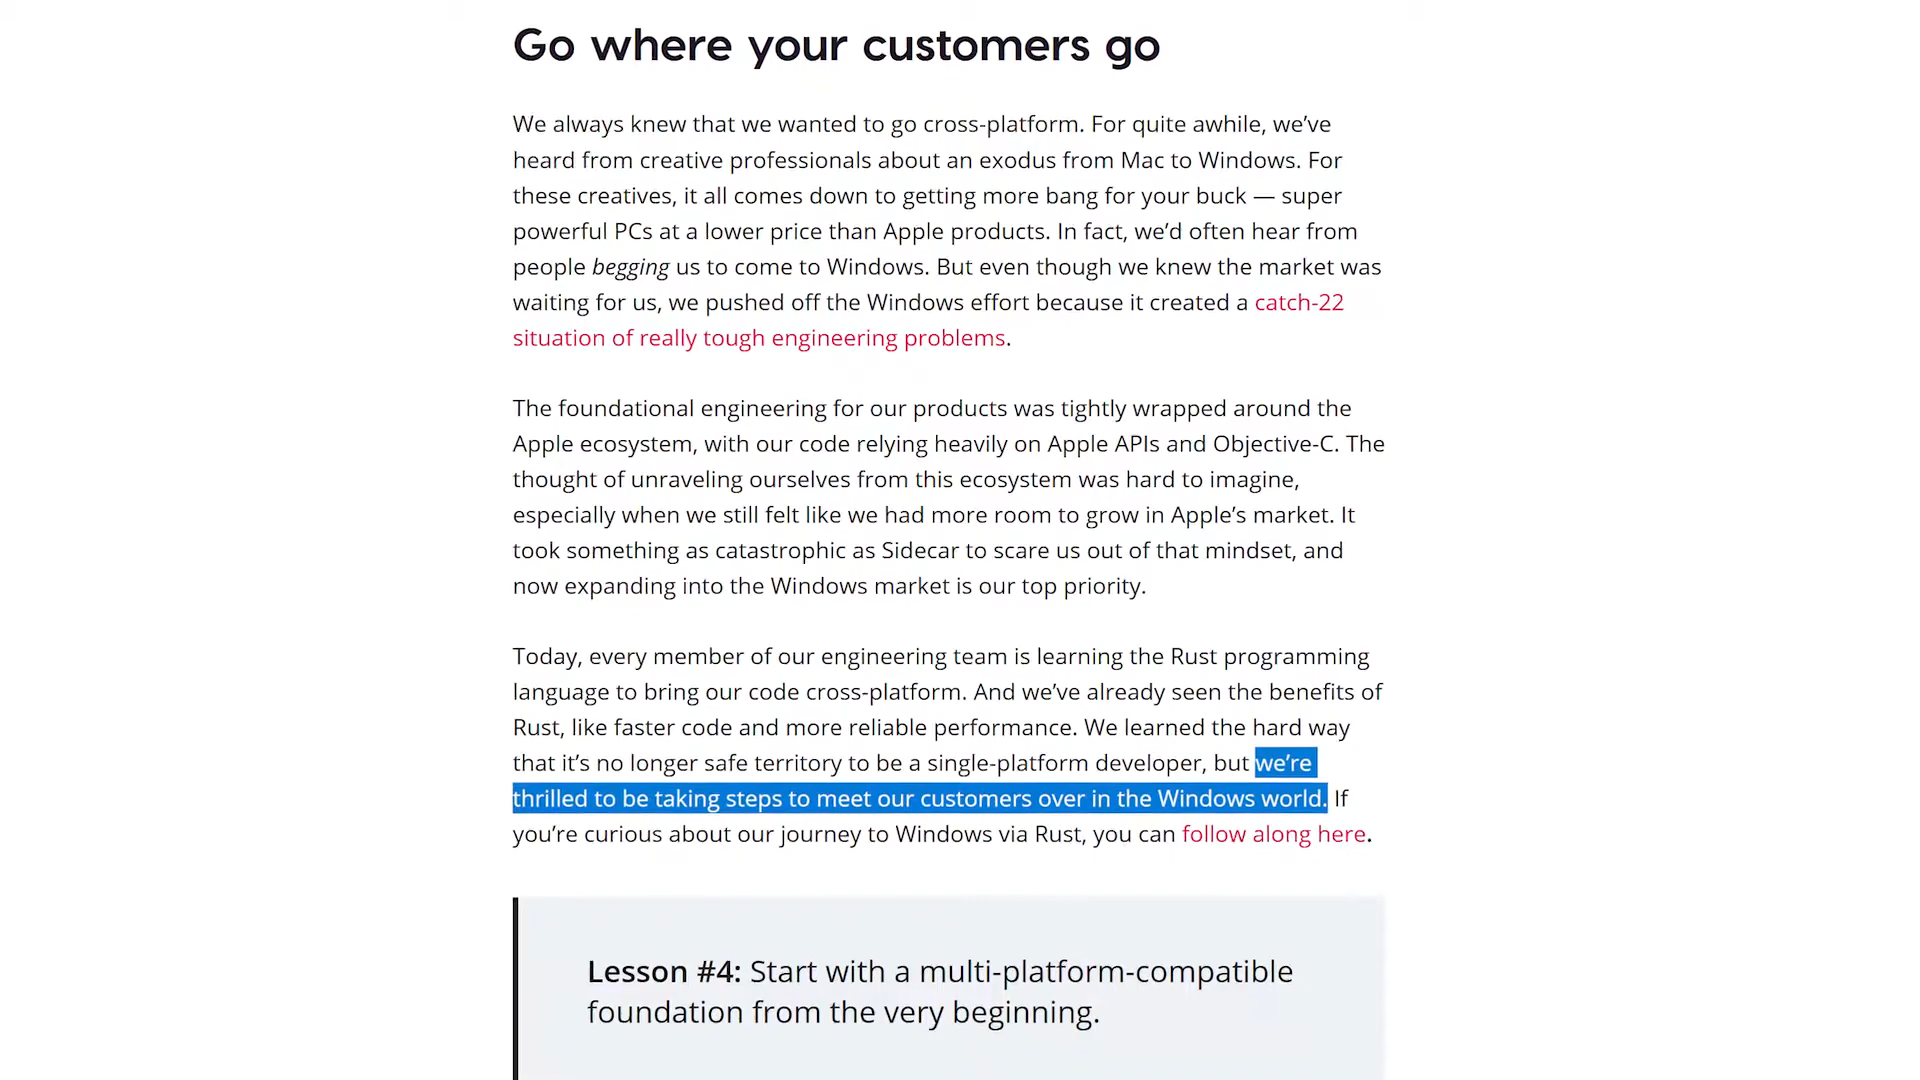 Go where your customers go
We always knew that we wanted to go cross-platform. For quite awhile, we’ve
heard from creative professionals about an exodus from Mac to Windows. For
these creatives, it all comes down to getting more bang for your buck — super
powerful PCs at a lower price than Apple products. In fact, we’d often hear from
people begging us to come to Windows. But even though we knew the market was
waiting for us, we pushed off the Windows effort because it created a catch-22
situation of really tough engineering problems.
The foundational engineering for our products was tightly wrapped around the
Apple ecosystem, with our code relying heavily on Apple APIs and Objective-C. The
thought of unraveling ourselves from this ecosystem was hard to imagine,
especially when we still felt like we had more room to grow in Apple’s market. It
took something as catastrophic as Sidecar to scare us out of that mindset, and
now expanding into the Windows market is our top priority.
Today, every member of our engineering team is learning the Rust programming
language to bring our code cross-platform. And we’ve already seen the benefits of
Rust, like faster code and more reliable performance. We learned the hard way
that it’s no longer safe territory to be a single-platform developer, but we’re
thrilled to be taking steps to meet our customers over in the Windows world. If
you’re curious about our journey to Windows via Rust, you can follow along here.
Lesson #4: Start with a multi-platform-compatible
foundation from the very beginning.